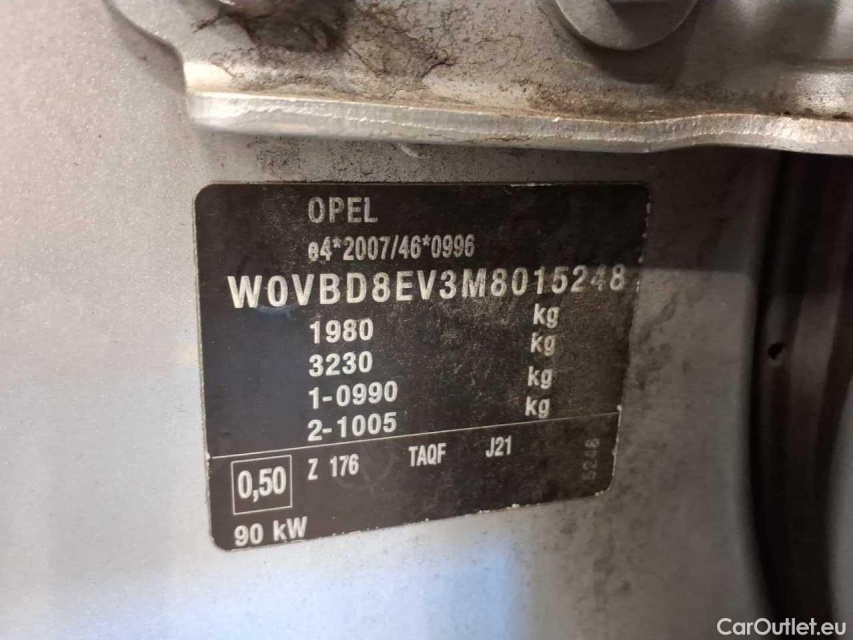 OPEL
e4*2007/46*0996
W0VBD8EV3M8015248
1980 kg
3230 kg
1-0990 kg
2-1005 kg
0,50 Z 176 TAQF J21 5248
90 kW
CarOutlet.eu